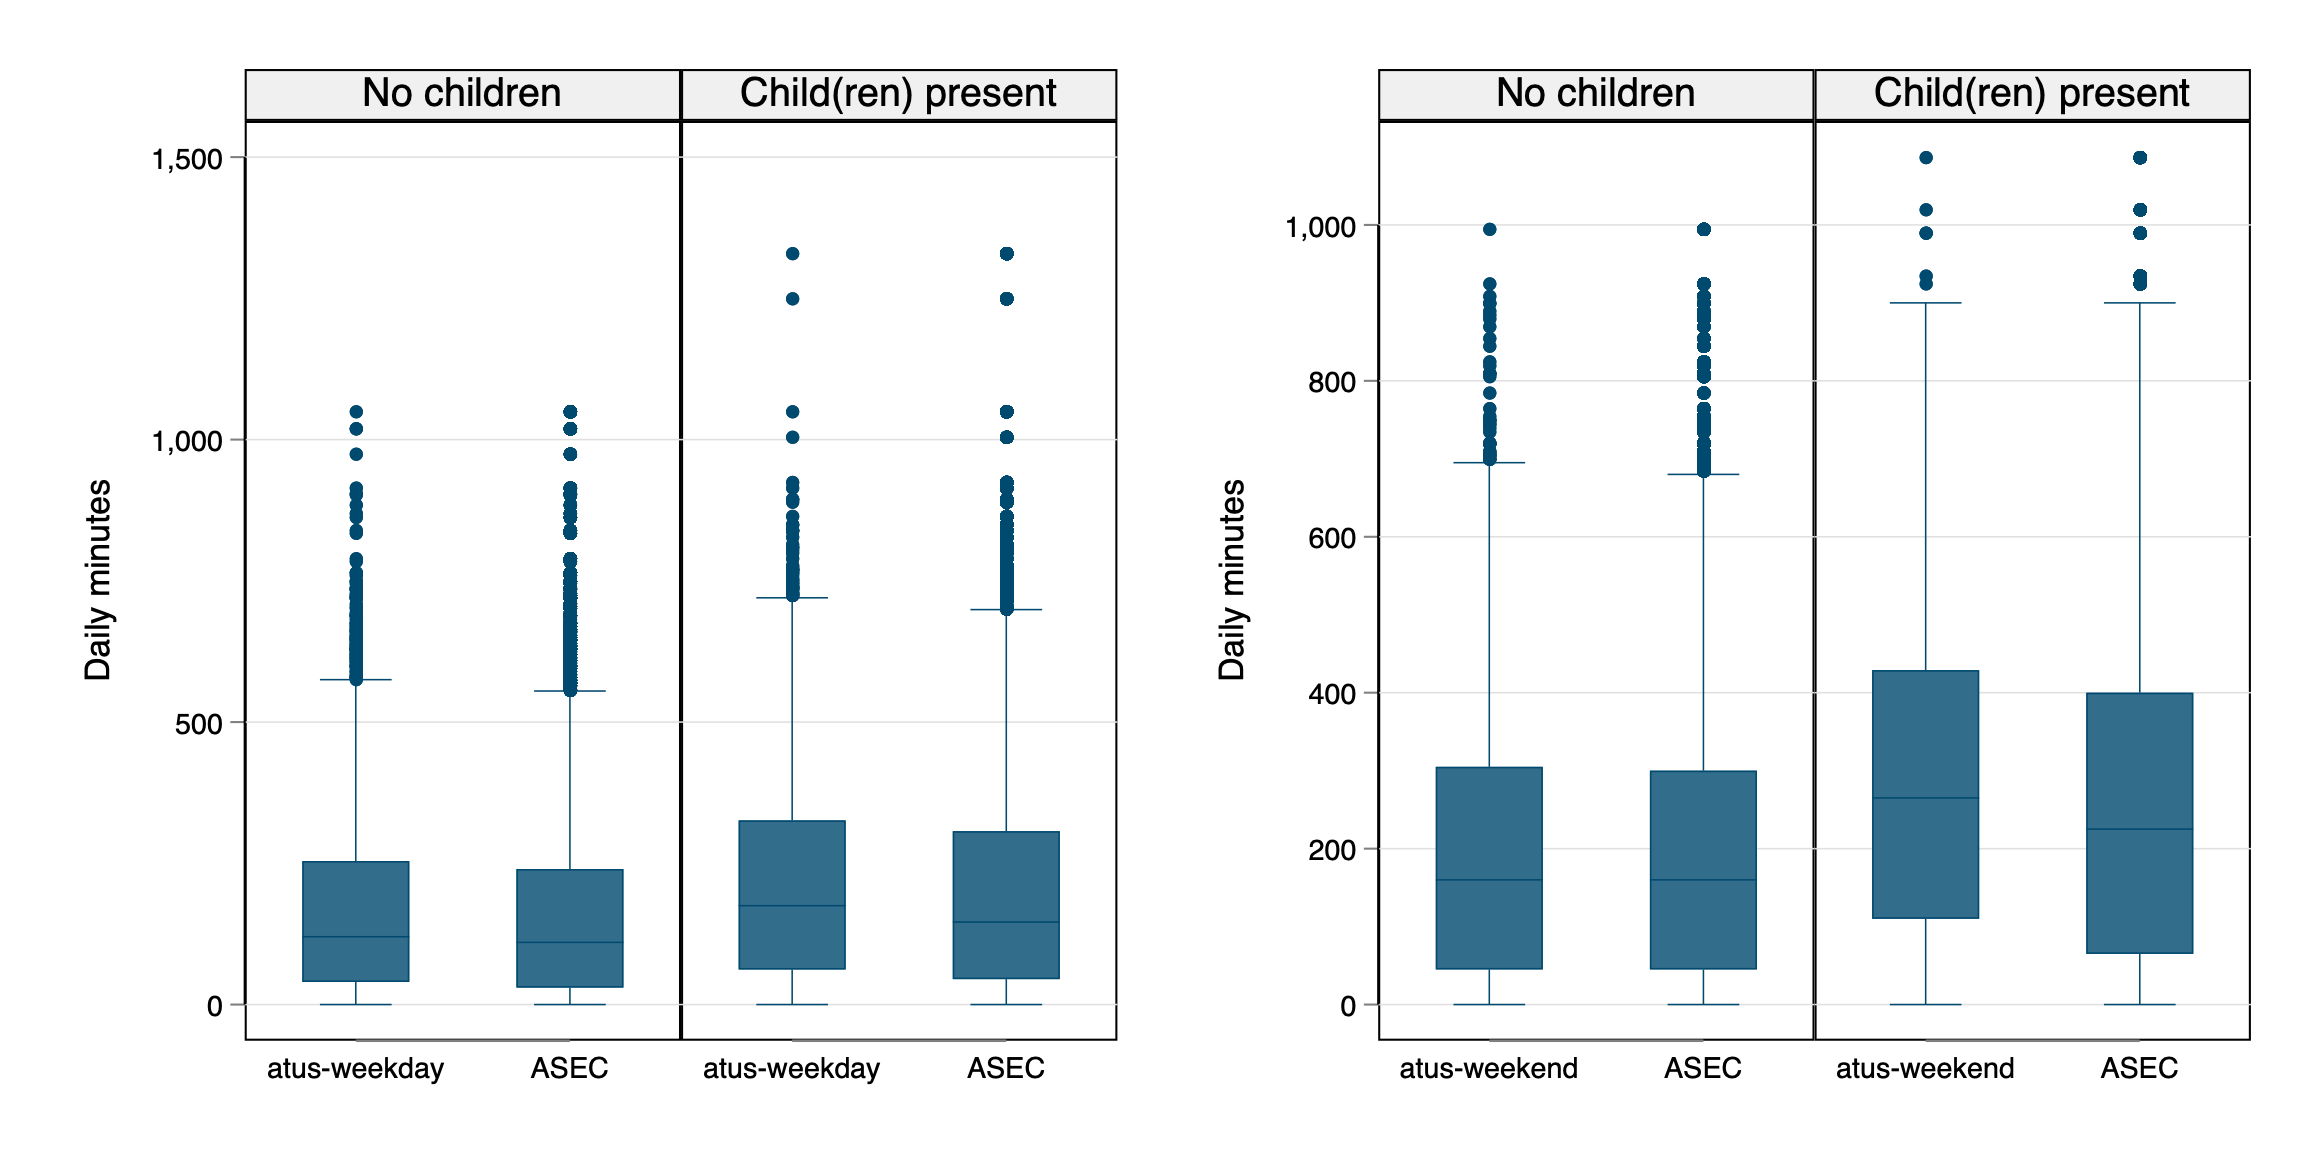 No children
Child(ren) present
Daily minutes
1,500
1,000
500
0
atus-weekday
ASEC
atus-weekday
ASEC
No children
Child(ren) present
Daily minutes
1,000
800
600
400
200
0
atus-weekend
ASEC
atus-weekend
ASEC